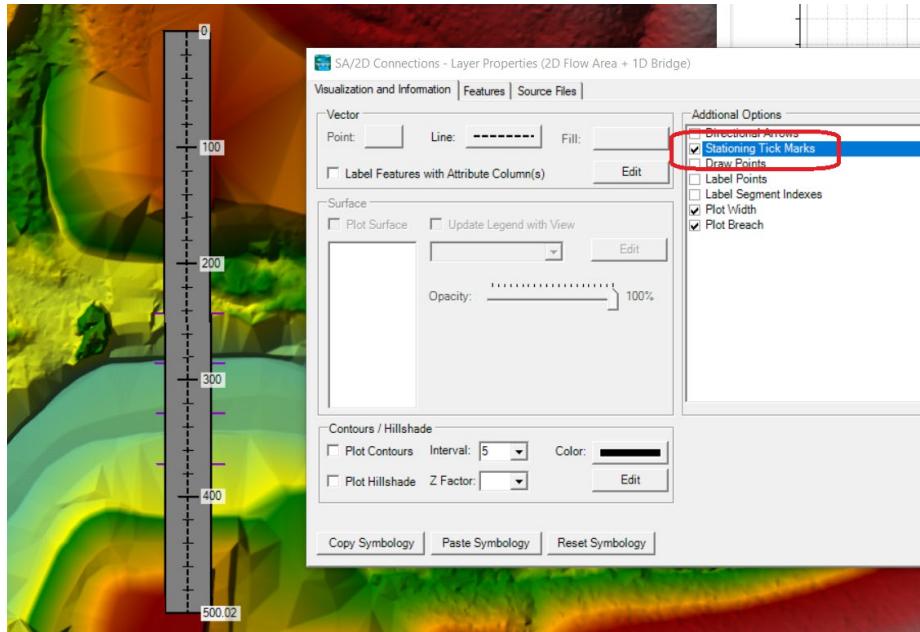 0
100
200
300
400
500.02
SA/2D Connections - Layer Properties (2D Flow Area + 1D Bridge)
Visualization and Information
Features
Source Files
Vector
Point:
Line:
Fill:
Label Features with Attribute Column(s)
Edit
Surface
Plot Surface
Update Legend with View
Edit
Opacity:
100%
Contours / Hillshade
Plot Contours
Interval:
5
Color:
Plot Hillshade
Z Factor:
Edit
Copy Symbology
Paste Symbology
Reset Symbology
Addtional Options
Directional Arrows
Stationing Tick Marks
Draw Points
Label Points
Label Segment Indexes
Plot Width
Plot Breach